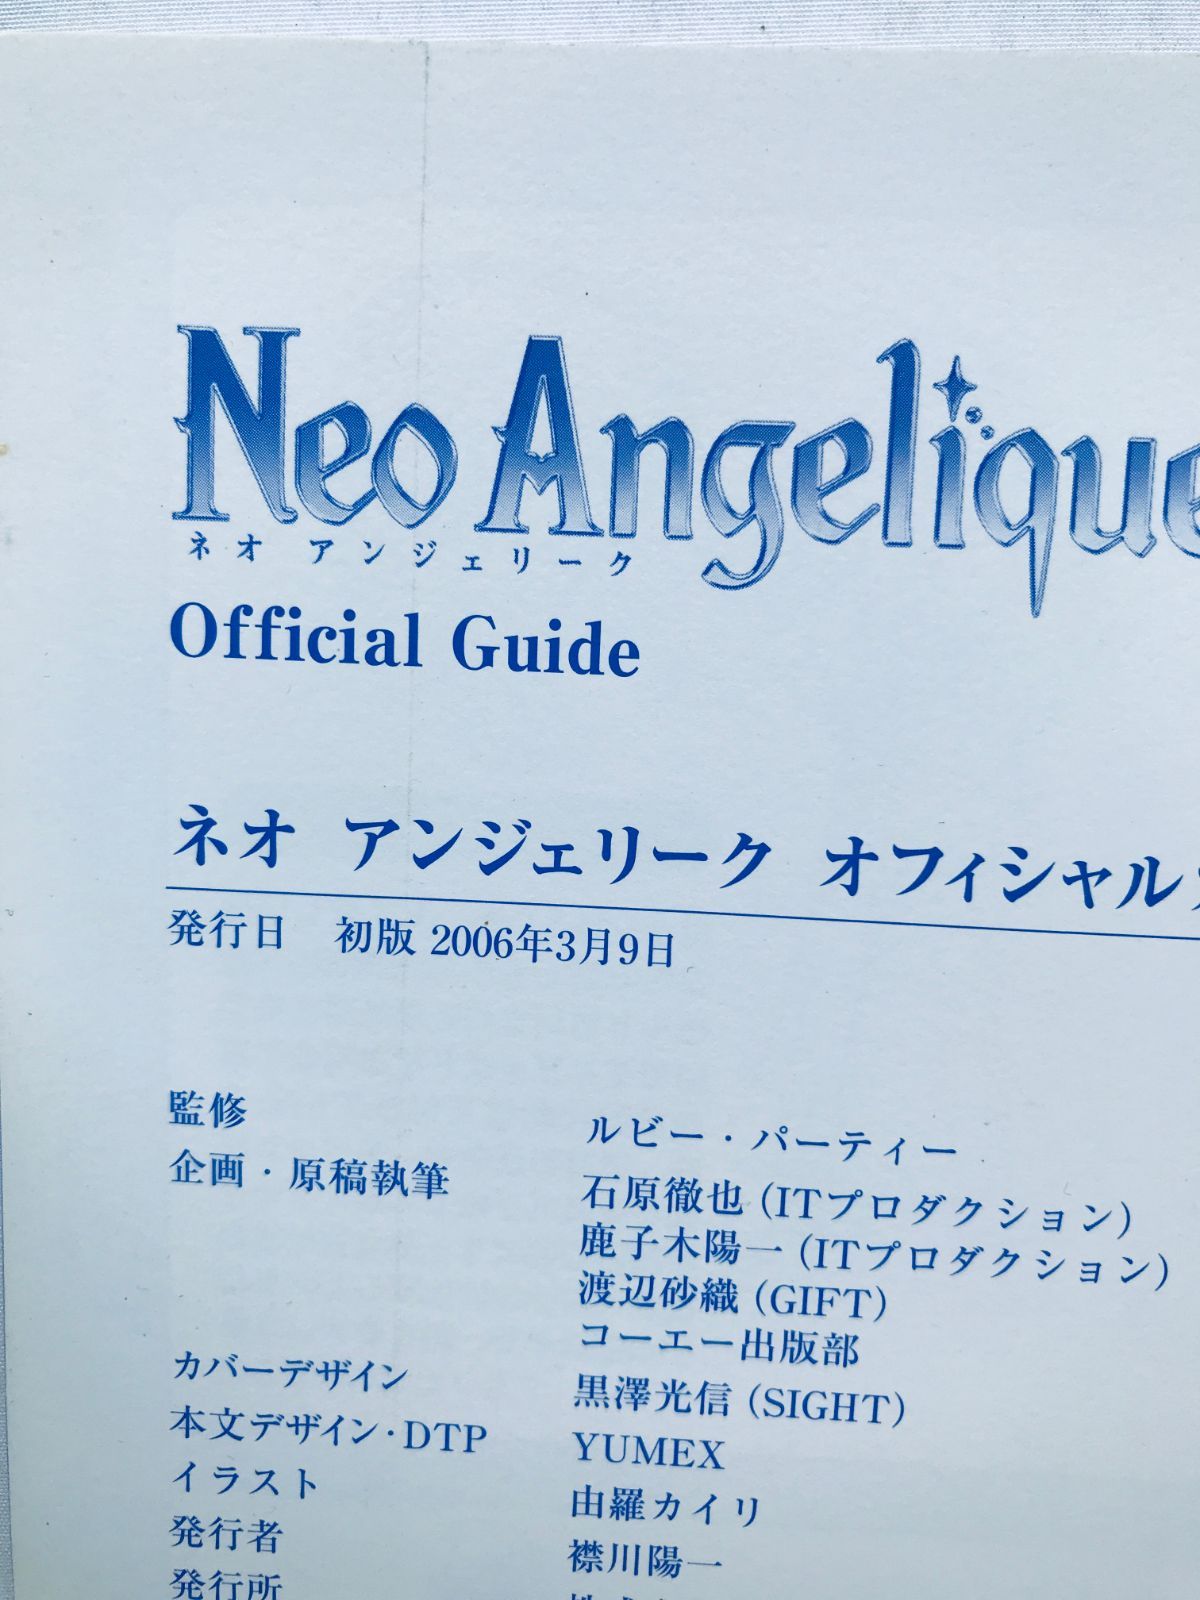 Neo Angelique
ネオ アンジェリーク
Official Guide
ネオ アンジェリーク オフィシャル
発行日 初版 2006年3月9日
監修 ルビー・パーティー
企画・原稿執筆 石原徹也 (ITプロダクション)
鹿子木陽一 (ITプロダクション)
渡辺砂織 (GIFT)
コーエー出版部
カバーデザイン 黒澤光信 (SIGHT)
本文デザイン・DTP YUMEX
イラスト 由羅カイリ
発行者 襟川陽一
発行所